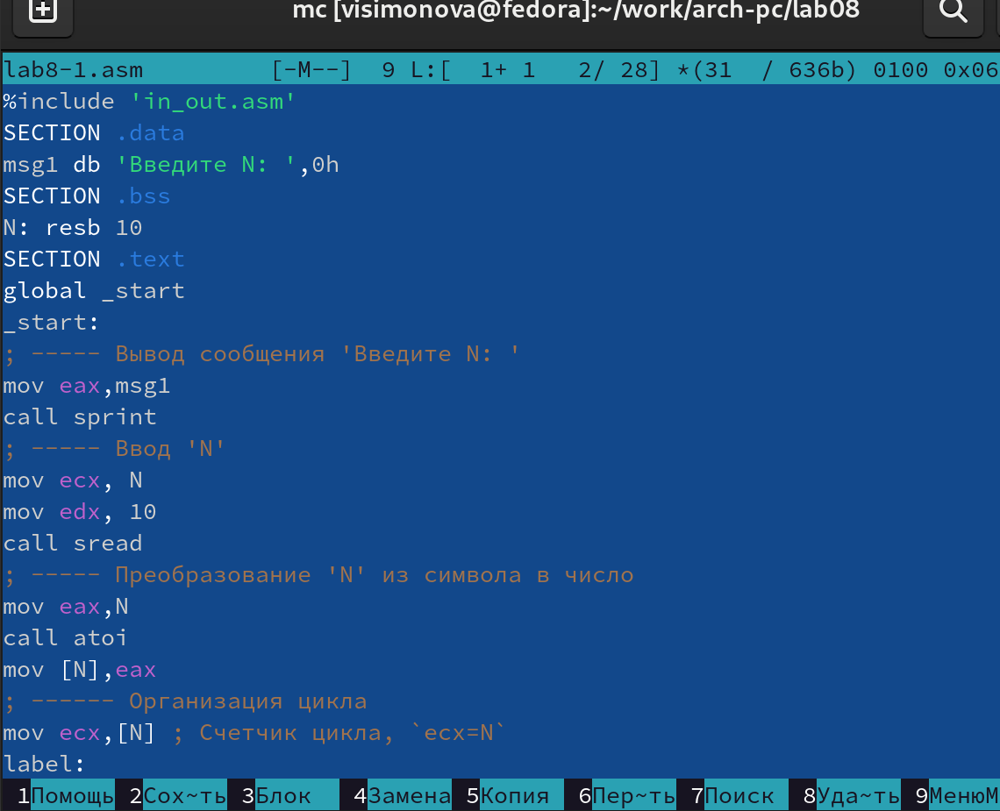 mc [visimonova@fedora]:~/work/arch-pc/lab08
lab8-1.asm [-M--] 9 L:[ 1+ 1 2/ 28] *(31 / 636b) 0100 0x06
%include 'in_out.asm'
SECTION .data
msg1 db 'Введите N: ',0h
SECTION .bss
N: resb 10
SECTION .text
global _start
_start:
; ----- Вывод сообщения 'Введите N: '
mov eax,msg1
call sprint
; ----- Ввод 'N'
mov ecx, N
mov edx, 10
call sread
; ----- Преобразование 'N' из символа в число
mov eax,N
call atoi
mov [N],eax
; ------ Организация цикла
mov ecx,[N] ; Счетчик цикла, `ecx=N`
label:
1Помощь 2Сох~ть 3Блок 4Замена 5Копия 6Пер~ть 7Поиск 8Уда~ть 9МенюM